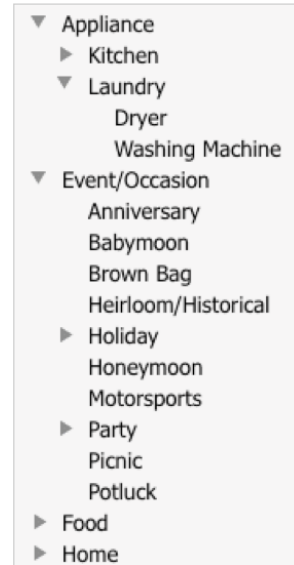 Appliance
Kitchen
Laundry
Dryer
Washing Machine
Event/Occasion
Anniversary
Babymoon
Brown Bag
Heirloom/Historical
Holiday
Honeymoon
Motorsports
Party
Picnic
Potluck
Food
Home